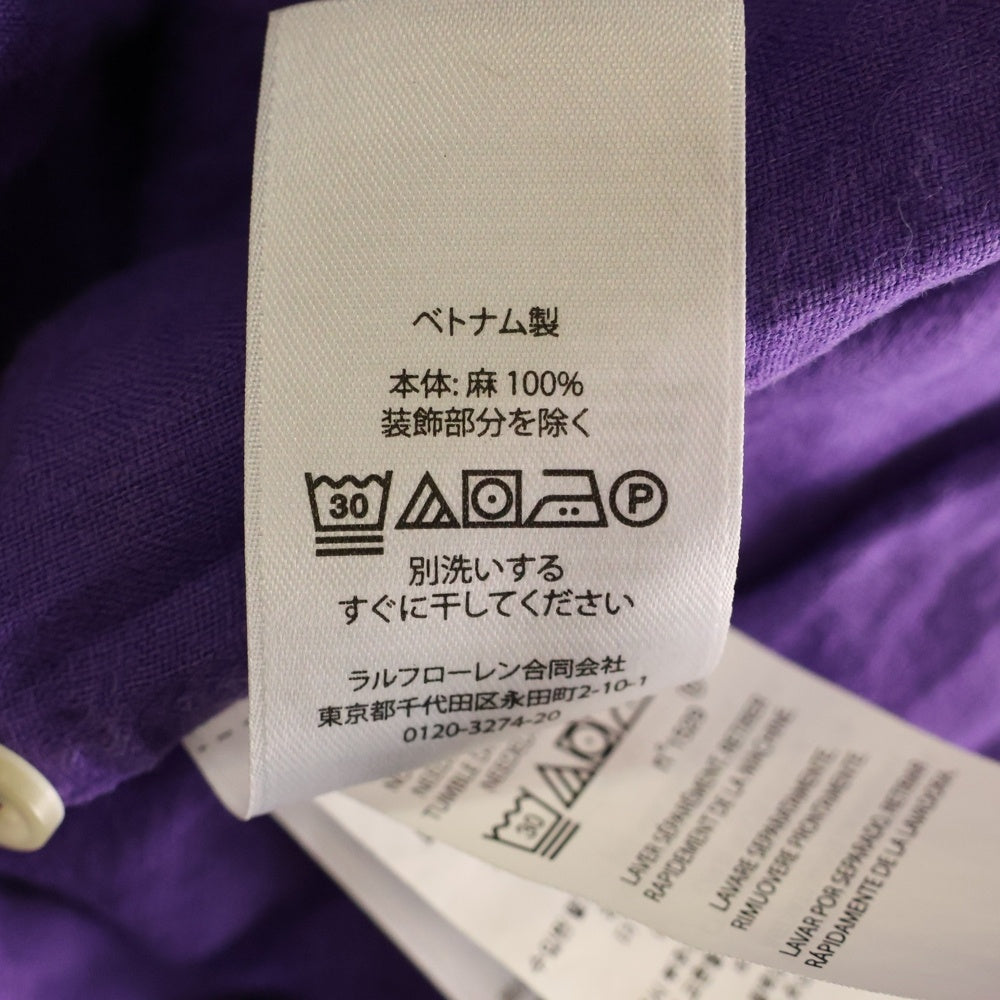 ベトナム製
本体: 麻 100%
装飾部分を除く
30
P
別洗いする
すぐに干してください
ラルフローレン合同会社
東京都千代田区永田町2-10-1
0120-3274-20
TUMBLE
30
LAVER SÉPARÉMENT, RETIRER
RAPIDEMENT DE LA MACHINE
LAVARE SEPARATAMENTE.
RIMUOVERE PRONTAMENTE.
LAVAR POR SEPARADO. RETIRAR
RÁPIDAMENTE DE LA LAVADORA.